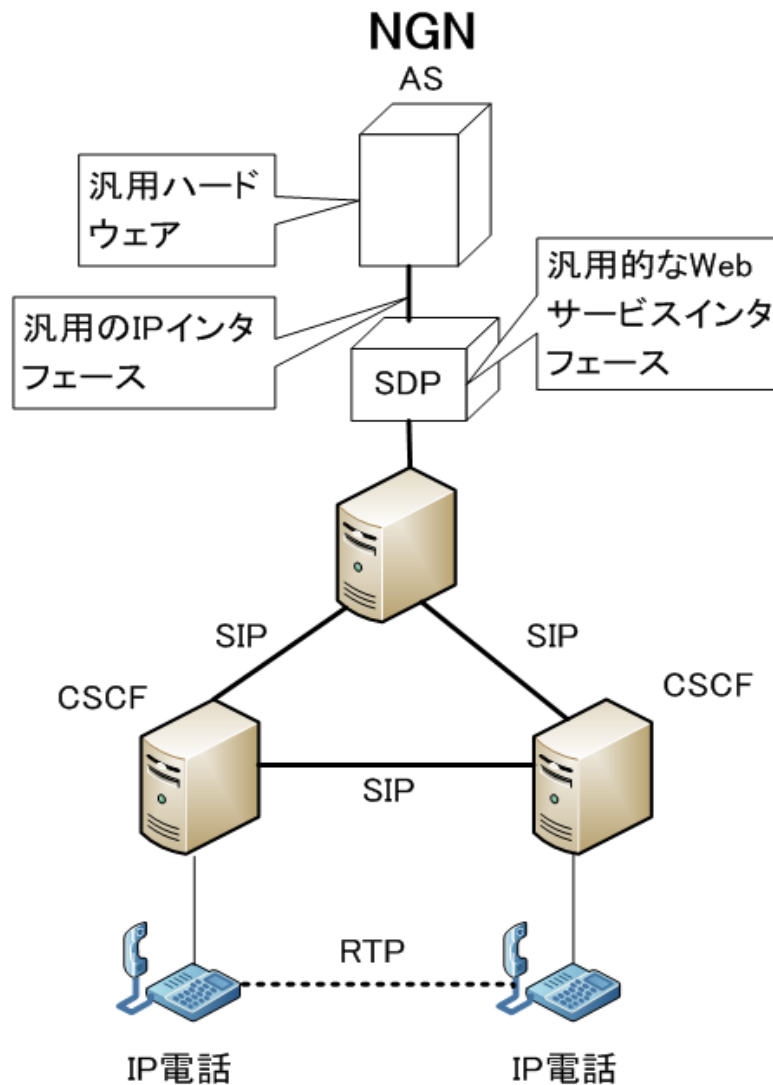 NGN
AS
汎用ハード
ウェア
汎用的なWeb
サービスインタ
フェース
汎用のIPインタ
フェース
SDP
SIP
SIP
CSCF
CSCF
SIP
RTP
IP電話
IP電話